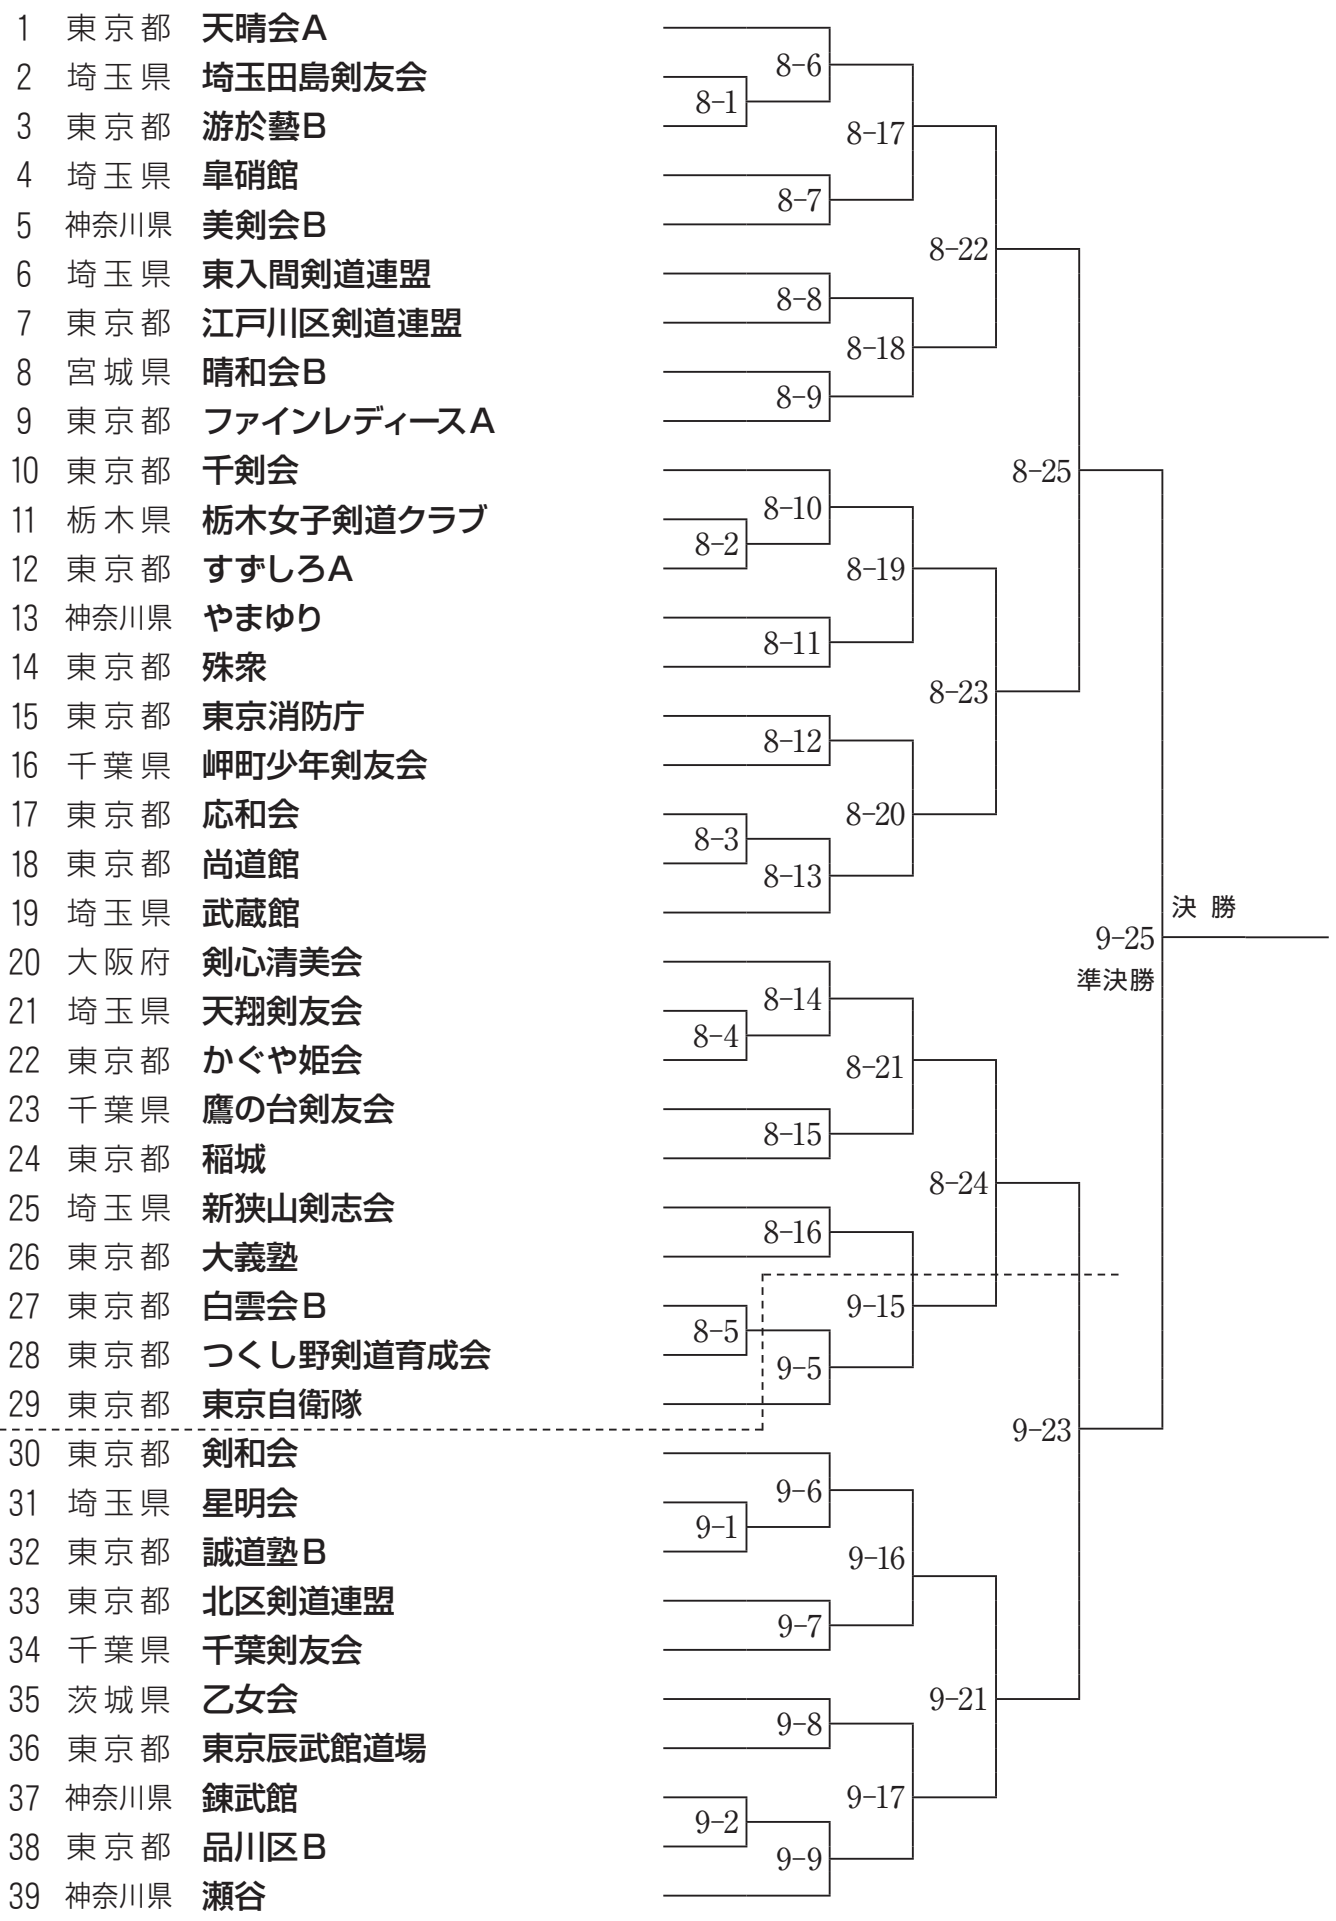 1 東京都 天晴会A
2 埼玉県 埼玉田島剣友会
3 東京都 游於藝B
4 埼玉県 皐硝館
5 神奈川県 美剣会B
6 埼玉県 東入間剣道連盟
7 東京都 江戸川区剣道連盟
8 宮城県 晴和会B
9 東京都 ファインレディースA
10 東京都 千剣会
11 栃木県 栃木女子剣道クラブ
12 東京都 すずしろA
13 神奈川県 やまゆり
14 東京都 殊衆
15 東京都 東京消防庁
16 千葉県 岬町少年剣友会
17 東京都 応和会
18 東京都 尚道館
19 埼玉県 武蔵館
20 大阪府 剣心清美会
21 埼玉県 天翔剣友会
22 東京都 かぐや姫会
23 千葉県 鷹の台剣友会
24 東京都 稲城
25 埼玉県 新狭山剣志会
26 東京都 大義塾
27 東京都 白雲会B
28 東京都 つくし野剣道育成会
29 東京都 東京自衛隊
30 東京都 剣和会
31 埼玉県 星明会
32 東京都 誠道塾B
33 東京都 北区剣道連盟
34 千葉県 千葉剣友会
35 茨城県 乙女会
36 東京都 東京辰武館道場
37 神奈川県 錬武館
38 東京都 品川区B
39 神奈川県 瀬谷
8-1
8-2
8-3
8-4
8-5
9-1
9-2
8-6
8-7
8-8
8-9
8-10
8-11
8-12
8-13
8-14
8-15
8-16
9-5
9-6
9-7
9-8
9-9
8-17
8-18
8-19
8-20
8-21
9-15
9-16
9-17
8-22
8-23
8-24
9-21
8-25
9-23
決勝
9-25
準決勝